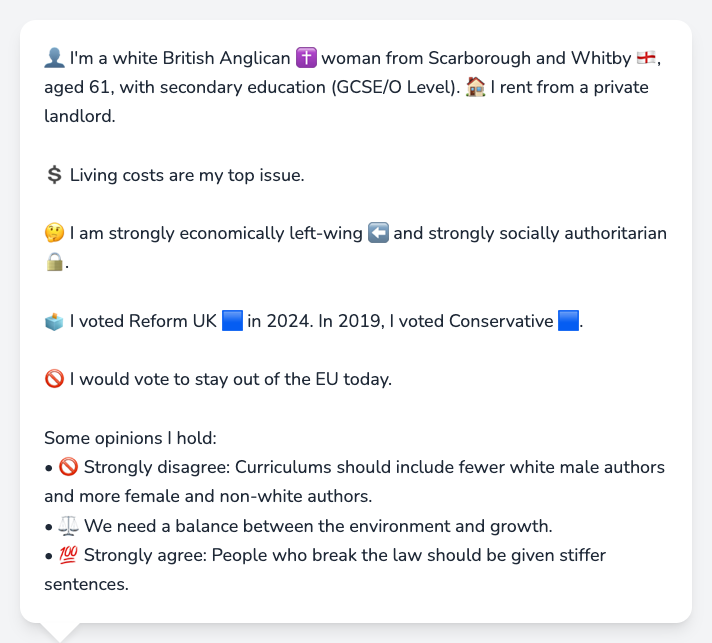 👤 I'm a white British Anglican ✝️ woman from Scarborough and Whitby 🏴󠁧󠁢󠁥󠁮󠁧󠁿,
aged 61, with secondary education (GCSE/O Level). 🏠 I rent from a private
landlord.
💲 Living costs are my top issue.
🤔 I am strongly economically left-wing ⬅️ and strongly socially authoritarian
🔒.
🗳️ I voted Reform UK 🟦 in 2024. In 2019, I voted Conservative 🟦.
🚫 I would vote to stay out of the EU today.
Some opinions I hold:
• 🚫 Strongly disagree: Curriculums should include fewer white male authors
and more female and non-white authors.
• ⚖️ We need a balance between the environment and growth.
• 💯 Strongly agree: People who break the law should be given stiffer
sentences.